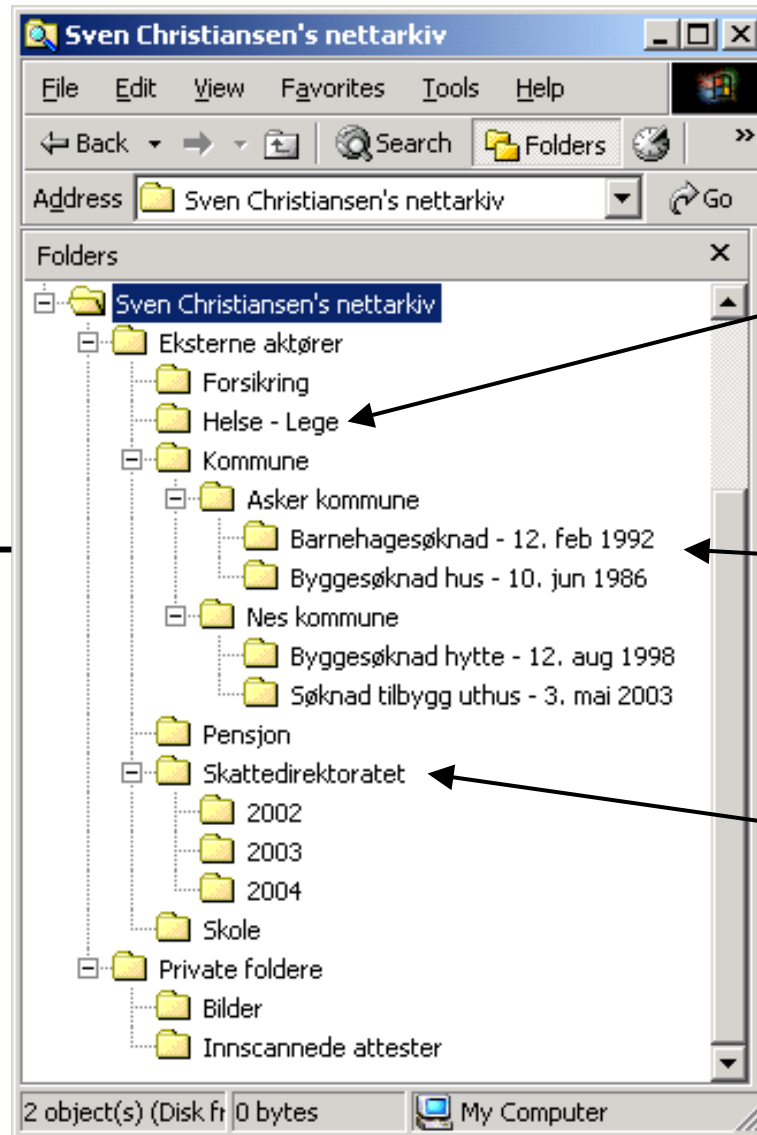 Sven Christiansen's nettarkiv
File Edit View Favorites Tools Help
Back Search Folders »
Address Sven Christiansen's nettarkiv Go
Folders
Sven Christiansen's nettarkiv
Eksterne aktører
Forsikring
Helse - Lege
Kommune
Asker kommune
Barnehagesøknad - 12. feb 1992
Byggesøknad hus - 10. jun 1986
Nes kommune
Byggesøknad hytte - 12. aug 1998
Søknad tilbygg uthus - 3. mai 2003
Pensjon
Skattedirektoratet
2002
2003
2004
Skole
Private foldere
Bilder
Innscannede attester
2 object(s) (Disk fr 0 bytes My Computer